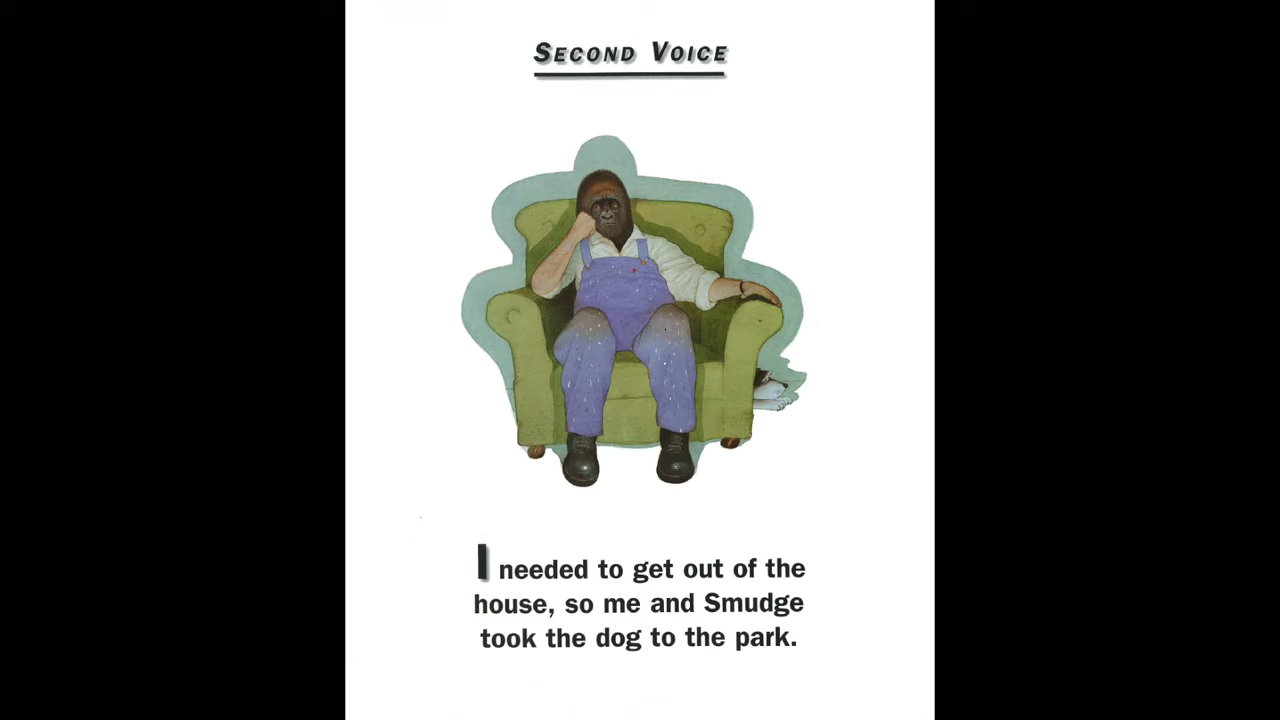 SECOND VOICE
I needed to get out of the
house, so me and Smudge
took the dog to the park.